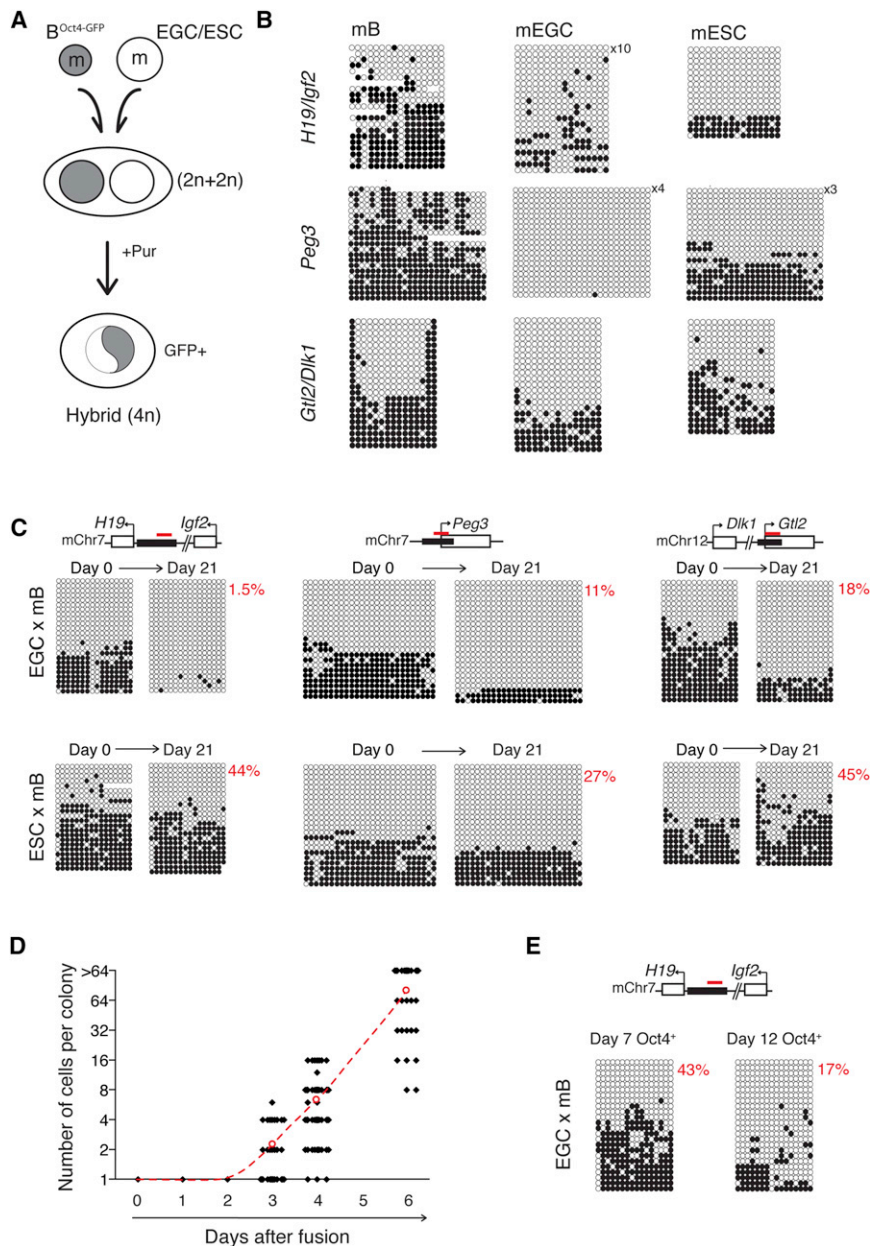 A
B^Oct4-GFP
EGC/ESC
m
m
(2n+2n)
+Pur
GFP+
Hybrid (4n)
B
mB
mEGC
mESC
H19/Igf2
x10
Peg3
x4
x3
Gtl2/Dlk1
C
H19
Igf2
mChr7
Peg3
mChr7
Dlk1
Gtl2
mChr12
EGC x mB
Day 0
Day 21
1.5%
Day 0
Day 21
11%
Day 0
Day 21
18%
ESC x mB
Day 0
Day 21
44%
Day 0
Day 21
27%
Day 0
Day 21
45%
D
Number of cells per colony
>64
64
32
16
8
4
2
1
0 1 2 3 4 5 6
Days after fusion
E
H19
Igf2
mChr7
EGC x mB
Day 7 Oct4⁺
43%
Day 12 Oct4⁺
17%